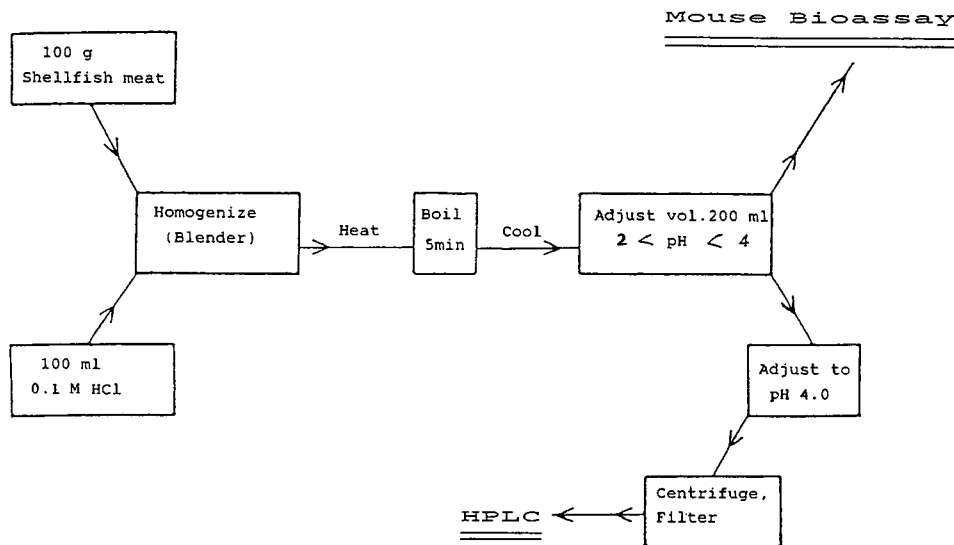 Mouse Bioassay
100 g
Shellfish meat
Homogenize
(Blender)
Heat
Boil
5min
Cool
Adjust vol.200 ml
2 < pH < 4
100 ml
0.1 M HCl
Adjust to
pH 4.0
Centrifuge,
Filter
HPLC